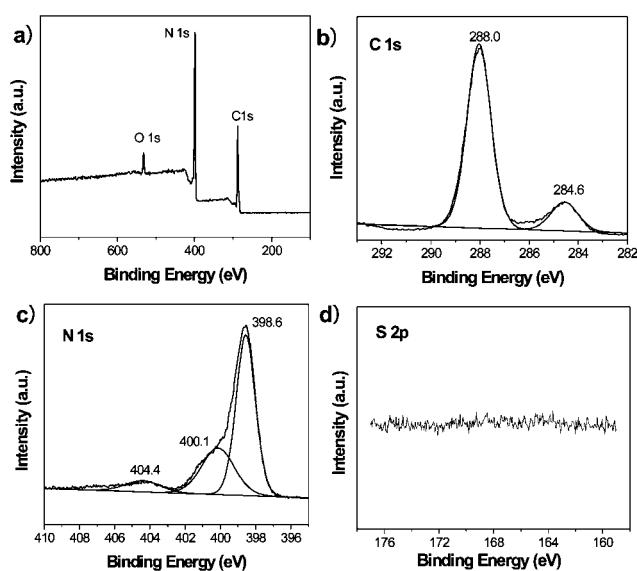 a)
N 1s
O 1s
C1s
Intensity (a.u.)
800 600 400 200
Binding Energy (eV)
b)
C 1s
288.0
284.6
Intensity (a.u.)
292 290 288 286 284 282
Binding Energy (eV)
c)
N 1s
398.6
400.1
404.4
Intensity (a.u.)
410 408 406 404 402 400 398 396
Binding Energy (eV)
d)
S 2p
Intensity (a.u.)
176 172 168 164 160
Binding Energy (eV)